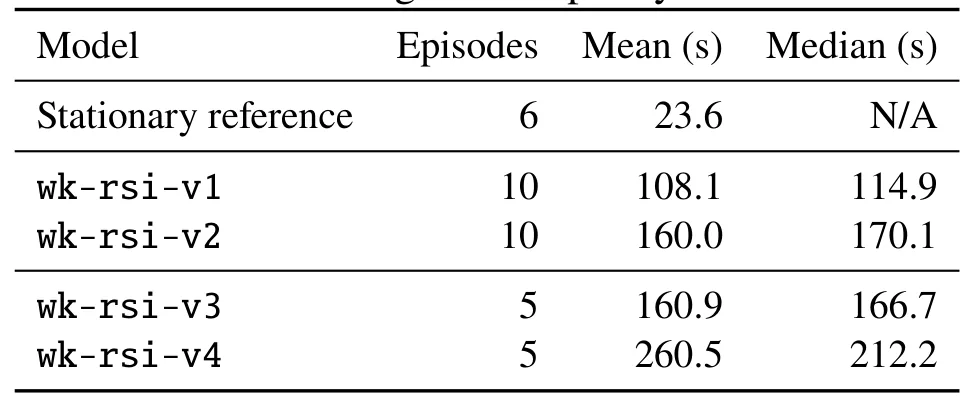 Model Episodes Mean (s) Median (s)
Stationary reference 6 23.6 N/A
wk-rsi-v1 10 108.1 114.9
wk-rsi-v2 10 160.0 170.1
wk-rsi-v3 5 160.9 166.7
wk-rsi-v4 5 260.5 212.2